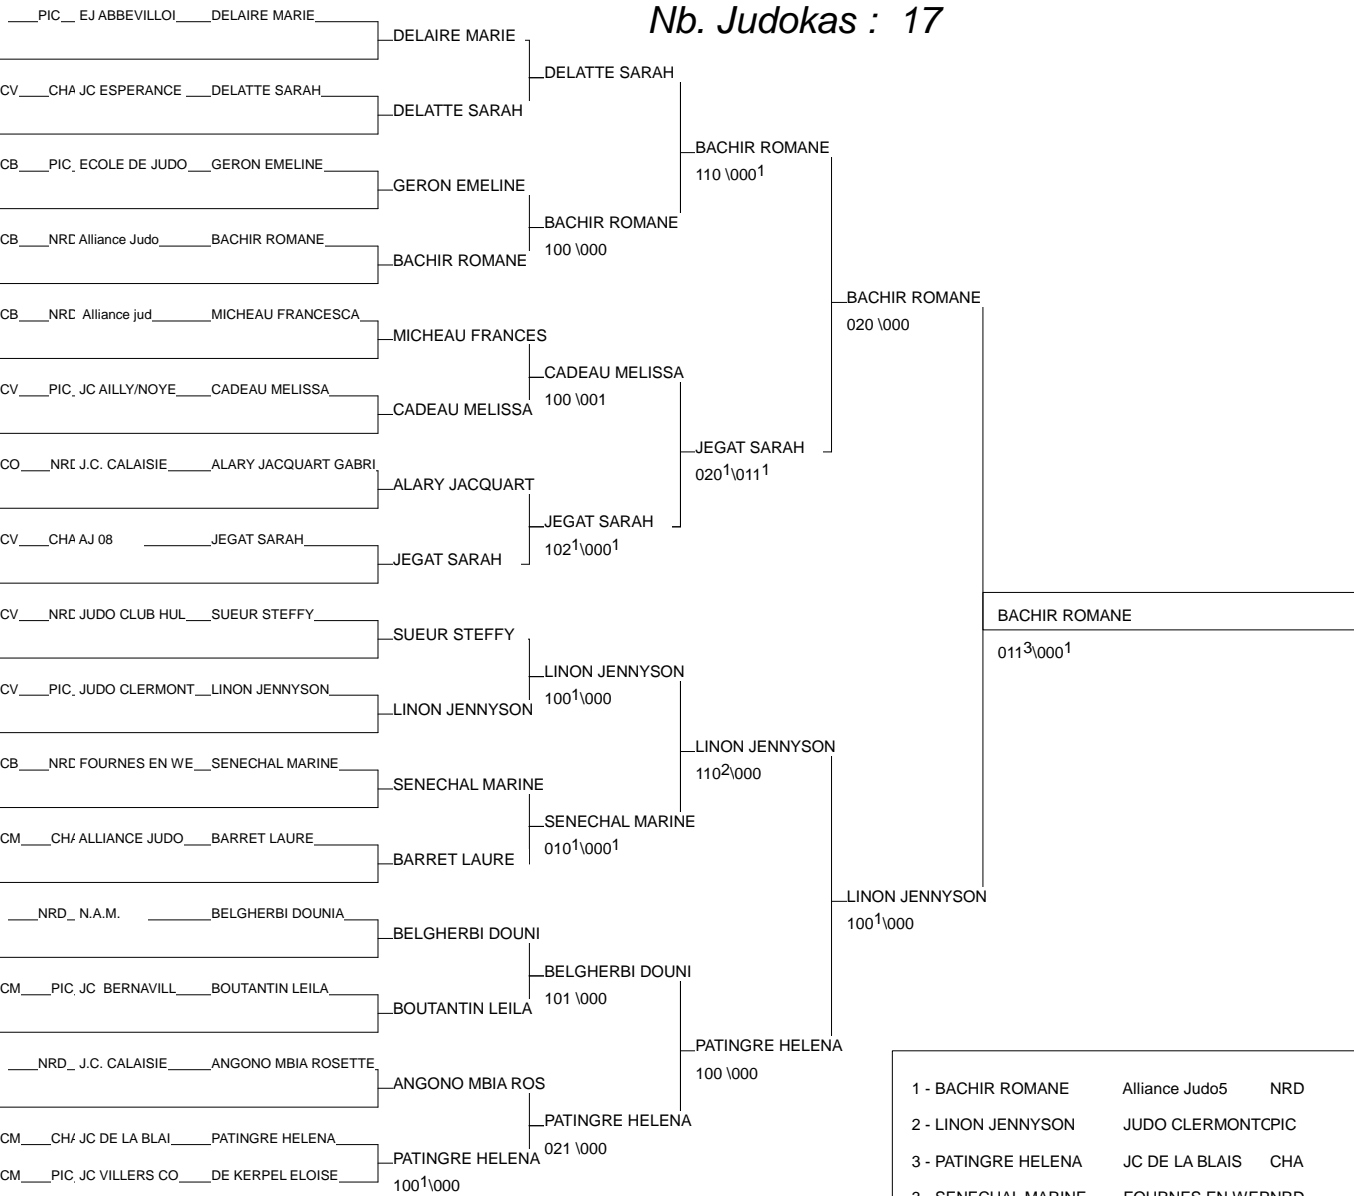 Nb. Judokas : 17
PIC EJ ABBEVILLOI DELAIRE MARIE
DELAIRE MARIE
DELATTE SARAH
CV CHA JC ESPERANCE DELATTE SARAH
DELATTE SARAH
BACHIR ROMANE
110 \000 1
CB PIC ECOLE DE JUDO GERON EMELINE
GERON EMELINE
BACHIR ROMANE
100 \000
CB NRD Alliance Judo BACHIR ROMANE
BACHIR ROMANE
BACHIR ROMANE
020 \000
CB NRD Alliance jud MICHEAU FRANCESCA
MICHEAU FRANCES
CADEAU MELISSA
100 \001
CV PIC JC AILLY/NOYE CADEAU MELISSA
CADEAU MELISSA
JEGAT SARAH
020 1\011 1
CO NRD J.C. CALAISIE ALARY JACQUART GABRI
ALARY JACQUART
JEGAT SARAH
102 1\000 1
CV CHA AJ 08 JEGAT SARAH
JEGAT SARAH
BACHIR ROMANE
011 3\000 1
CV NRD JUDO CLUB HUL SUEUR STEFFY
SUEUR STEFFY
LINON JENNYSON
100 1\000
CV PIC JUDO CLERMONT LINON JENNYSON
LINON JENNYSON
LINON JENNYSON
110 2\000
CB NRD FOURNES EN WE SENECHAL MARINE
SENECHAL MARINE
SENECHAL MARINE
010 1\000 1
CM CHA ALLIANCE JUDO BARRET LAURE
BARRET LAURE
LINON JENNYSON
100 1\000
NRD N.A.M. BELGHERBI DOUNIA
BELGHERBI DOUNI
BELGHERBI DOUNI
101 \000
CM PIC JC BERNAVILL BOUTANTIN LEILA
BOUTANTIN LEILA
PATINGRE HELENA
100 \000
NRD J.C. CALAISIE ANGONO MBIA ROSETTE
ANGONO MBIA ROS
PATINGRE HELENA
021 \000
CM CHA JC DE LA BLAI PATINGRE HELENA
PATINGRE HELENA
100 1\000
CM PIC JC VILLERS CO DE KERPEL ELOISE
1 - BACHIR ROMANE Alliance Judo5 NRD
2 - LINON JENNYSON JUDO CLERMONTCPIC
3 - PATINGRE HELENA JC DE LA BLAIS CHA
3 - SENECHAL MARINE FOURNES EN WEPNRD